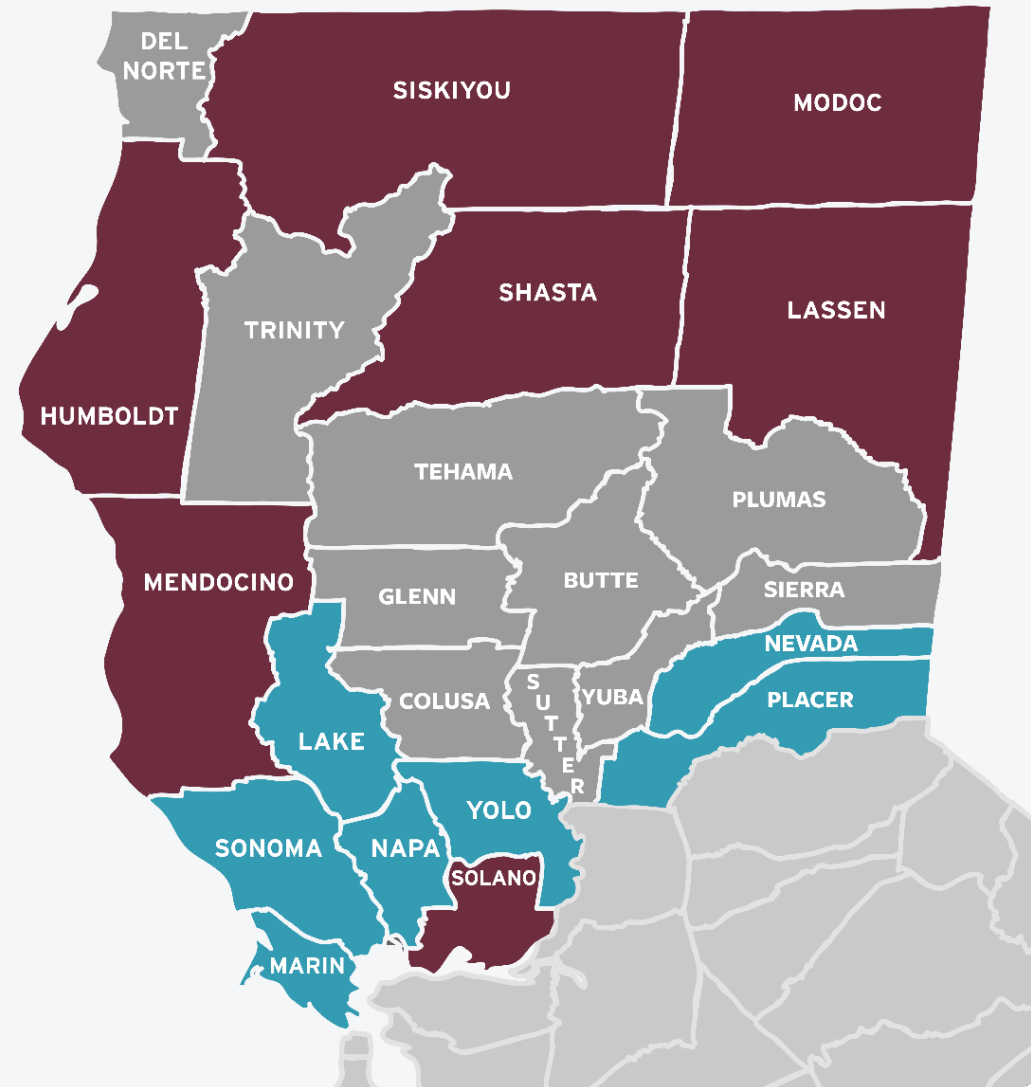 DEL
NORTE
SISKIYOU
MODOC
SHASTA
LASSEN
TRINITY
HUMBOLDT
TEHAMA
PLUMAS
MENDOCINO
GLENN
BUTTE
SIERRA
NEVADA
COLUSA
SUTTER
YUBA
PLACER
LAKE
YOLO
SONOMA
NAPA
SOLANO
MARIN